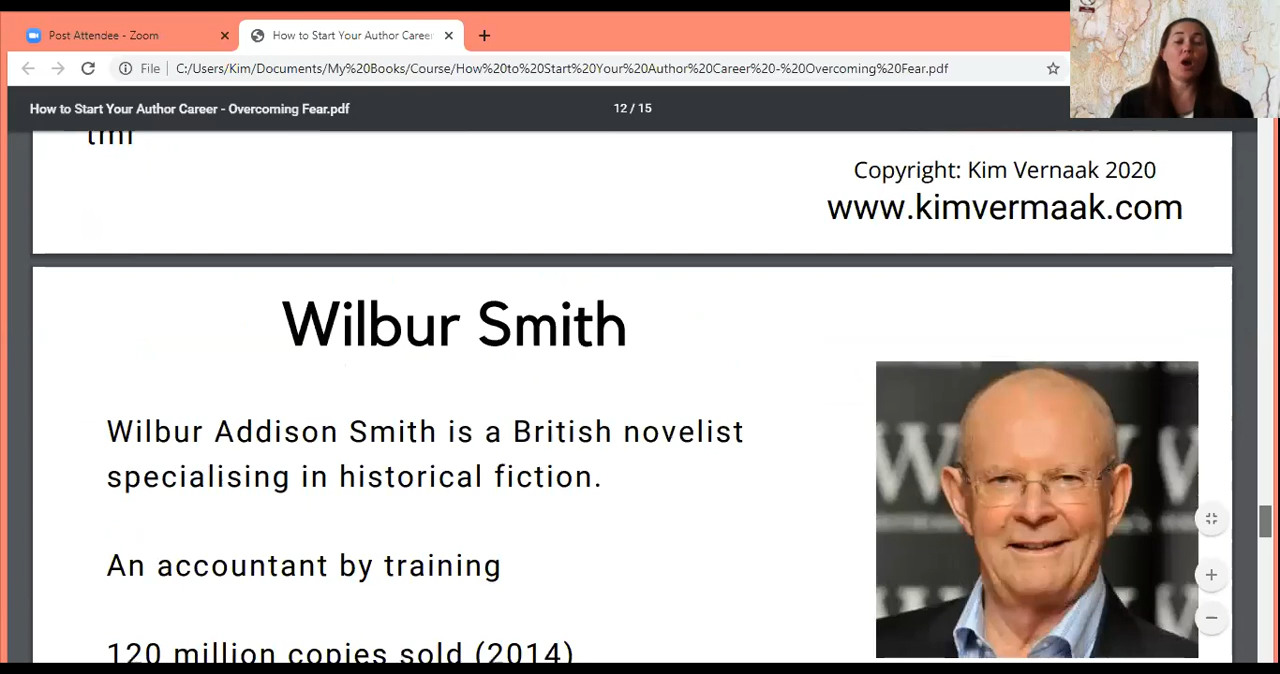 Post Attendee - Zoom
How to Start Your Author Career
File
C:/Users/Kim/Documents/My%20Books/Course/How%20to%20Start%20Your%20Author%20Career%20-%20Overcoming%20Fear.pdf
How to Start Your Author Career - Overcoming Fear.pdf
12 / 15
Copyright: Kim Vernaak 2020
www.kimvermaak.com
Wilbur Smith
Wilbur Addison Smith is a British novelist
specialising in historical fiction.
An accountant by training
120 million copies sold (2014)